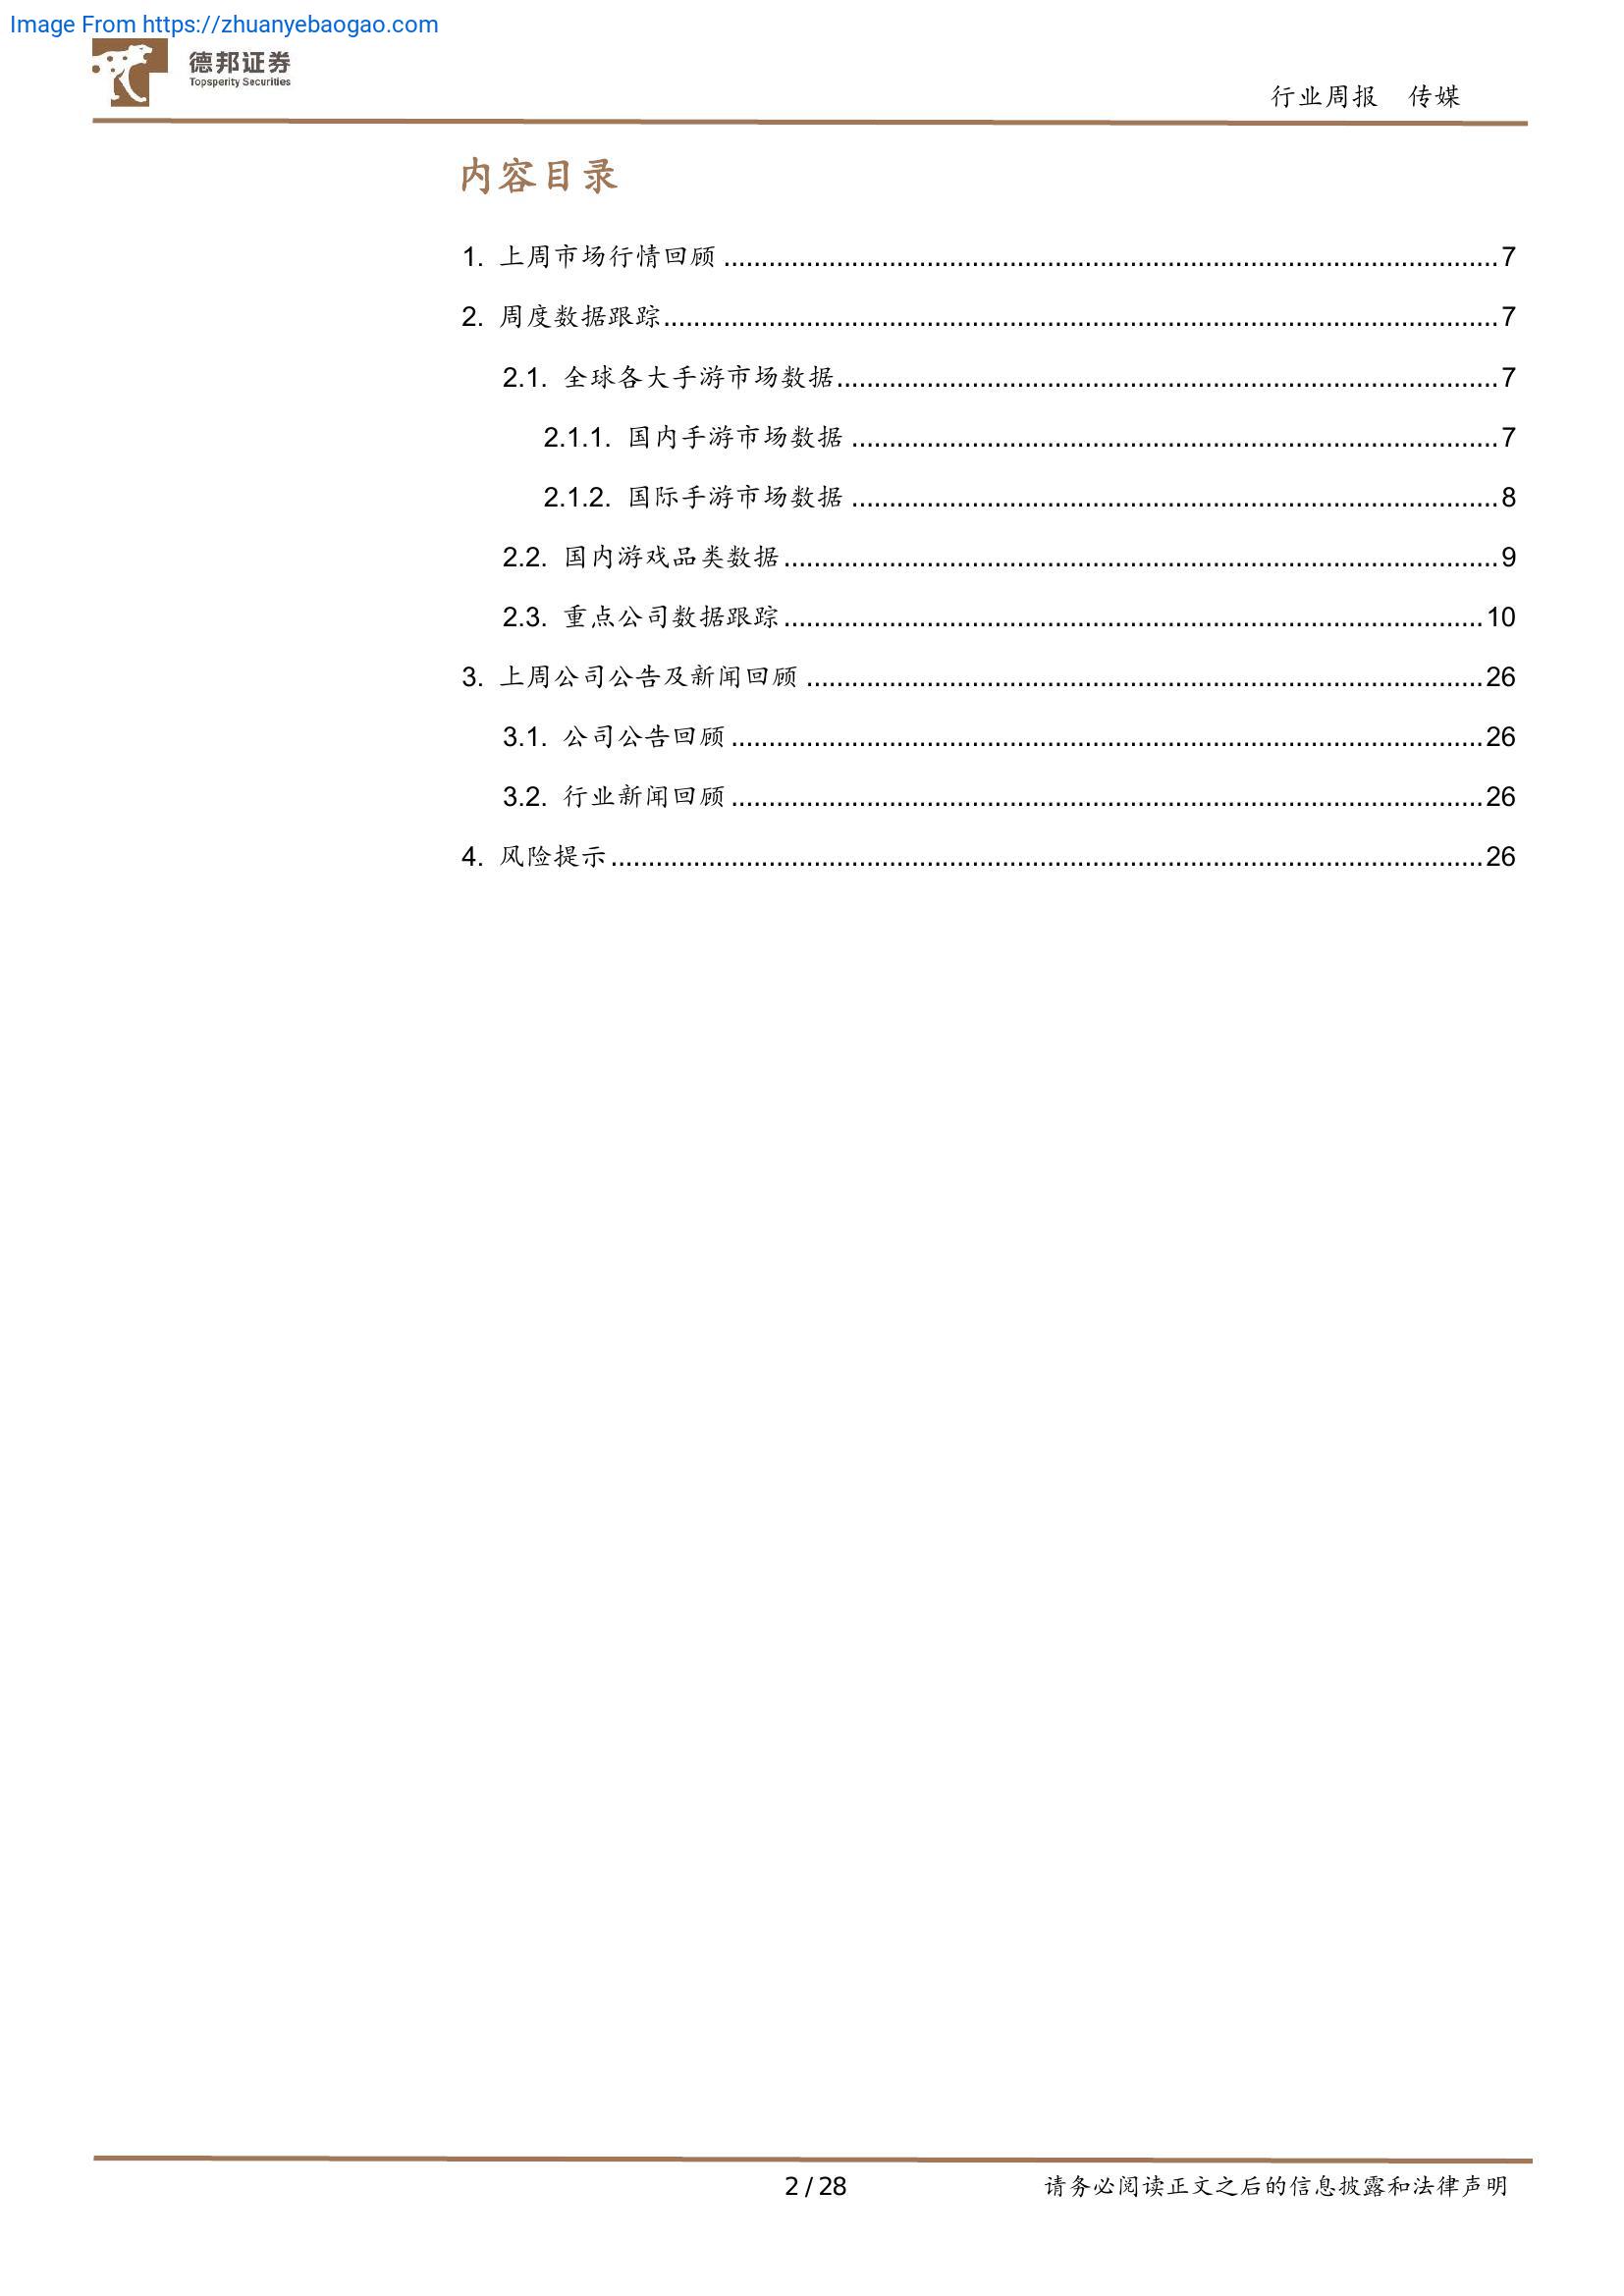 Image From https://zhuanyebaogao.com
德邦证券
Topsperity Securities
行业周报 传媒
内容目录
1. 上周市场行情回顾 ........................................ 7
2. 周度数据跟踪 ........................................ 7
2.1. 全球各大手游市场数据 ........................................ 7
2.1.1. 国内手游市场数据 ........................................ 7
2.1.2. 国际手游市场数据 ........................................ 8
2.2. 国内游戏品类数据 ........................................ 9
2.3. 重点公司数据跟踪 ........................................ 10
3. 上周公司公告及新闻回顾 ........................................ 26
3.1. 公司公告回顾 ........................................ 26
3.2. 行业新闻回顾 ........................................ 26
4. 风险提示 ........................................ 26
2 / 28 请务必阅读正文之后的信息披露和法律声明